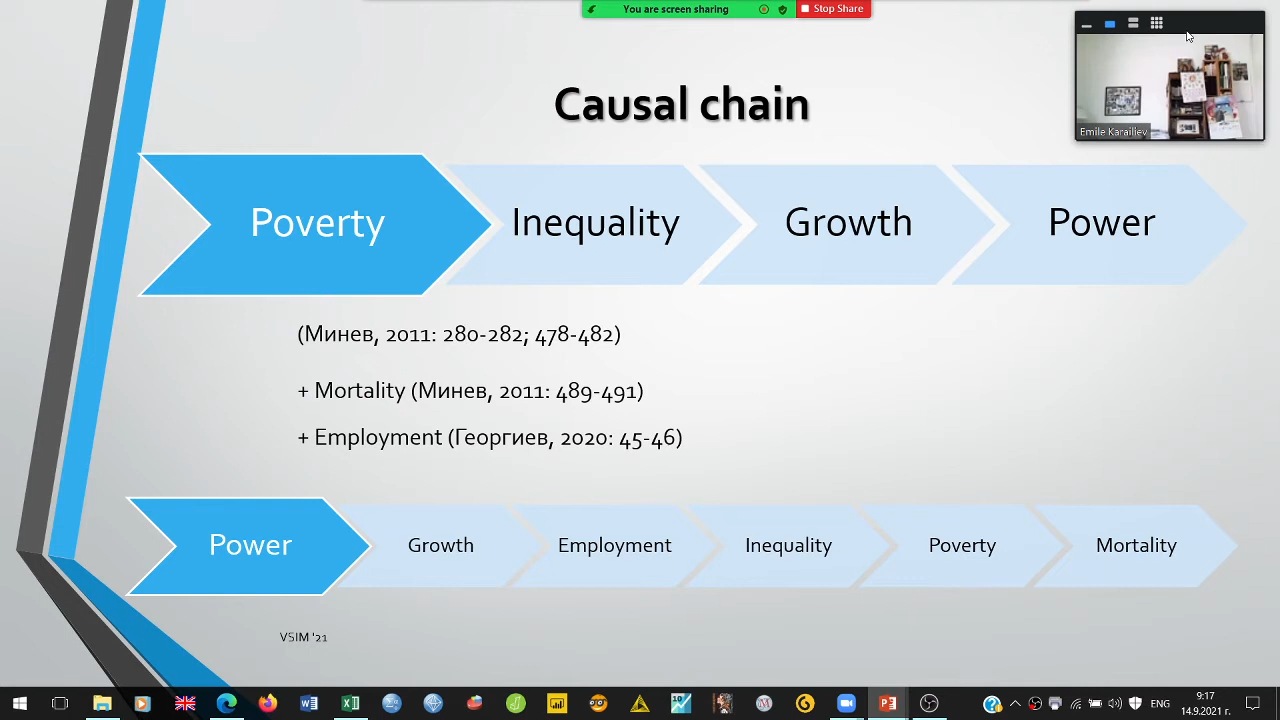 You are screen sharing
Stop Share
Emile Karailiev
Causal chain
Poverty
Inequality
Growth
Power
(Минев, 2011: 280-282; 478-482)
+ Mortality (Минев, 2011: 489-491)
+ Employment (Георгиев, 2020: 45-46)
Power
Growth
Employment
Inequality
Poverty
Mortality
VSIM '21
ЕНГ
9:17
14.9.2021 г.